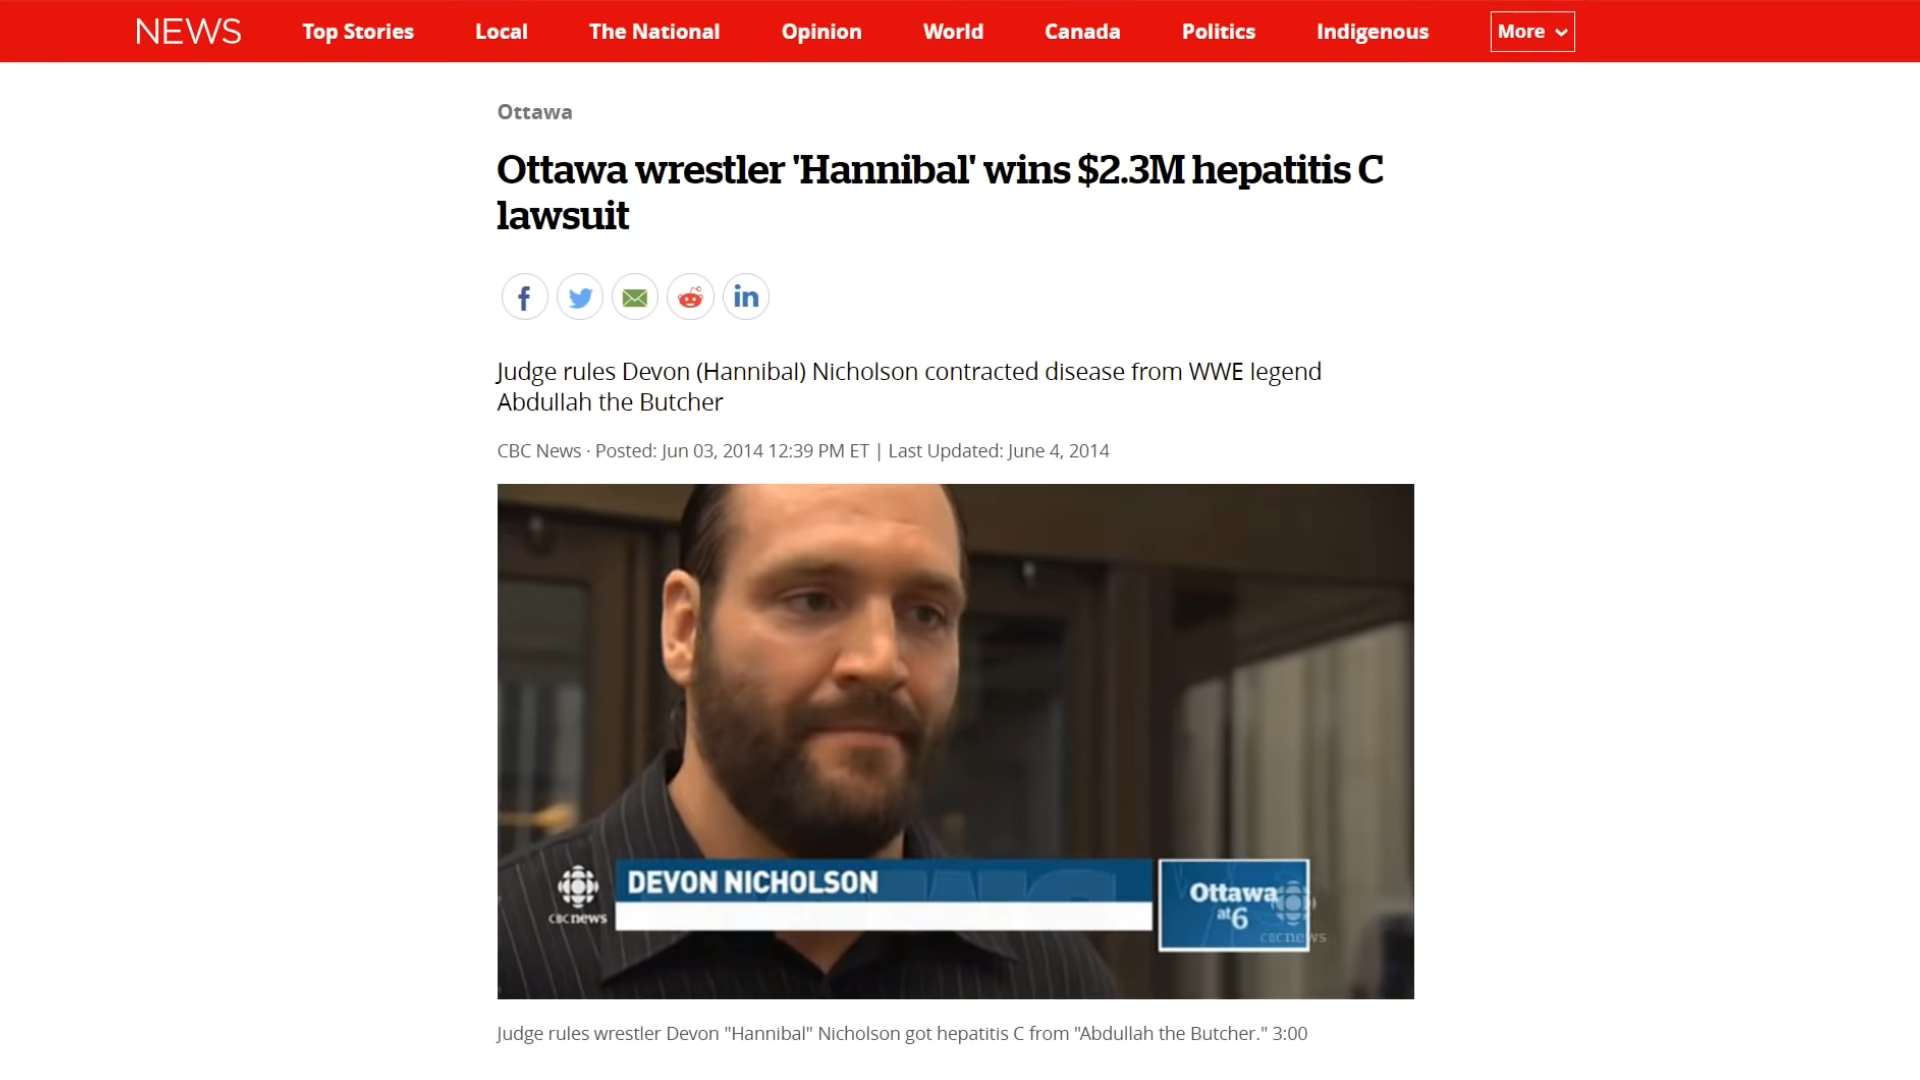 NEWS Top Stories Local The National Opinion World Canada Politics Indigenous More
Ottawa
Ottawa wrestler 'Hannibal' wins $2.3M hepatitis C
lawsuit
Judge rules Devon (Hannibal) Nicholson contracted disease from WWE legend
Abdullah the Butcher
CBC News · Posted: Jun 03, 2014 12:39 PM ET | Last Updated: June 4, 2014
DEVON NICHOLSON
cbcnews
Ottawa
at 6
cbcnews
Judge rules wrestler Devon "Hannibal" Nicholson got hepatitis C from "Abdullah the Butcher." 3:00